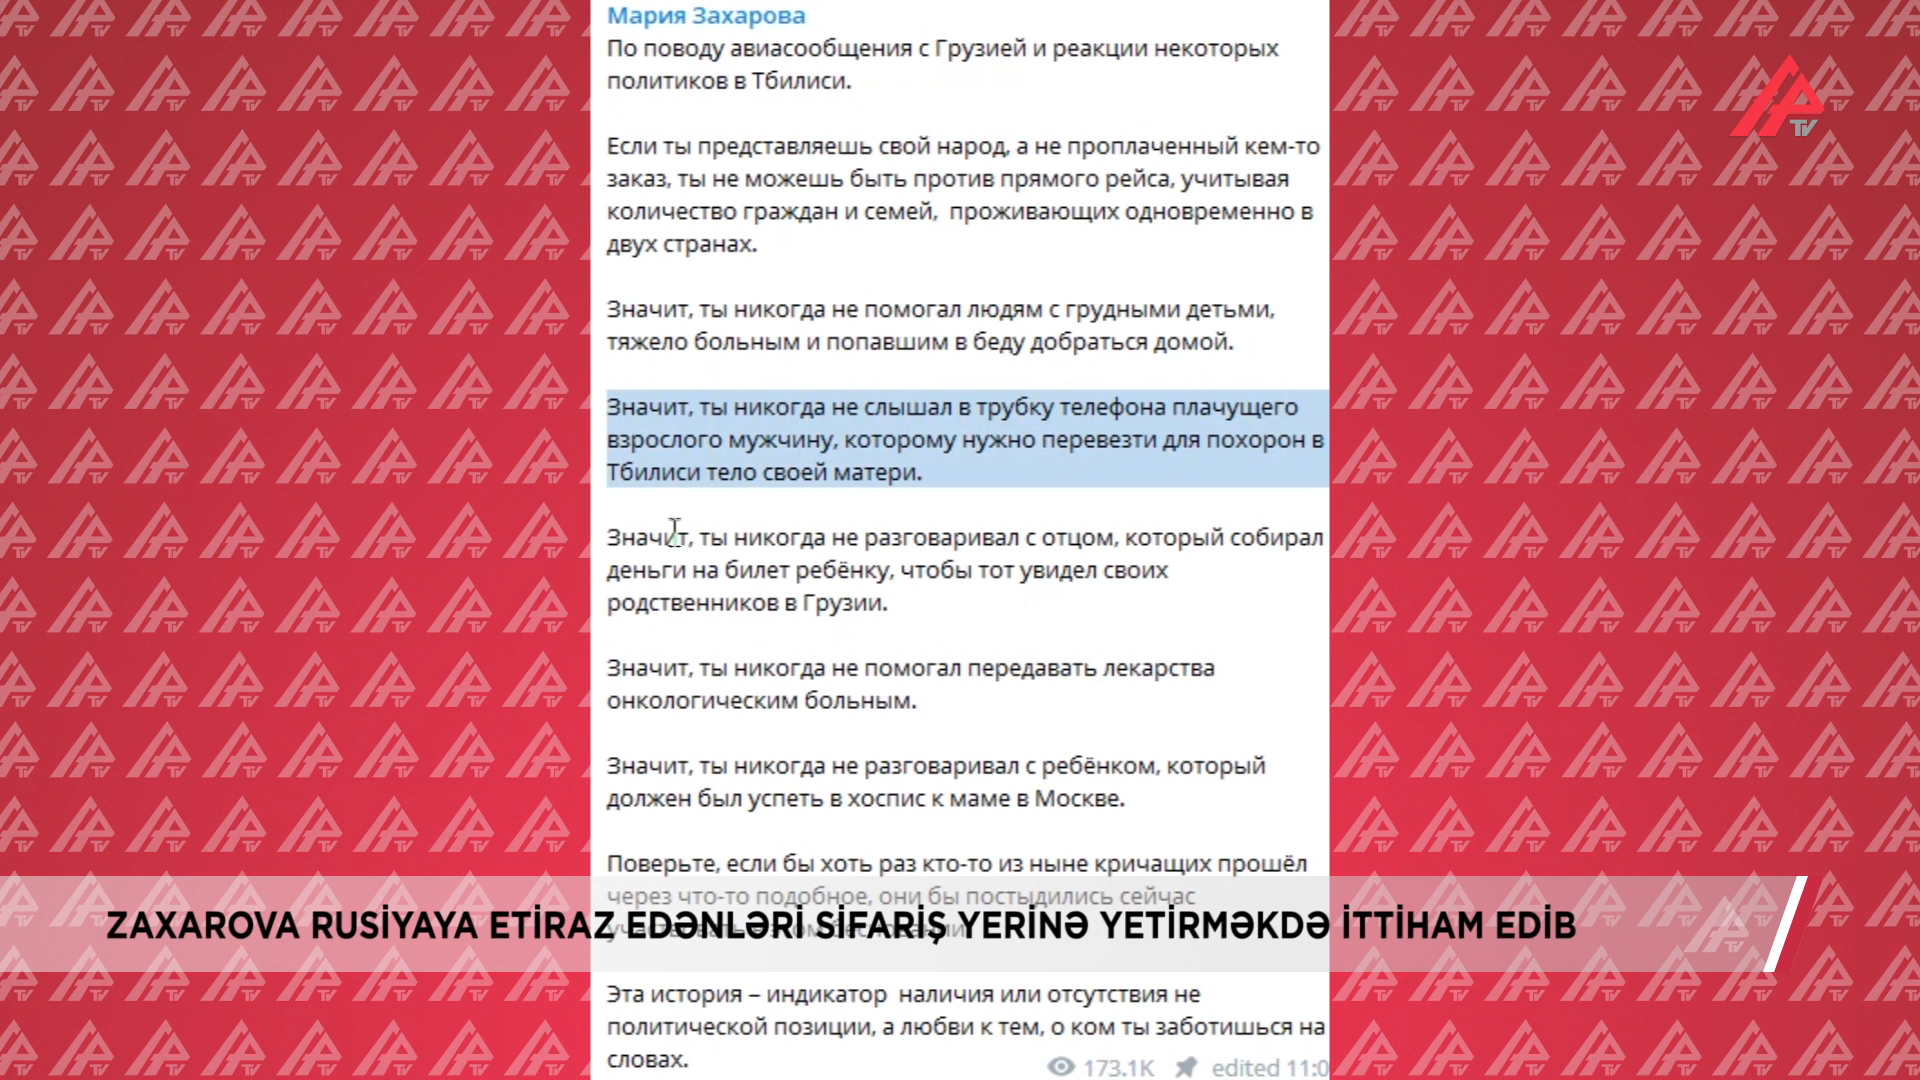 Мария Захарова
По поводу авиасообщения с Грузией и реакции некоторых
политиков в Тбилиси.
Если ты представляешь свой народ, а не проплаченный кем-то
заказ, ты не можешь быть против прямого рейса, учитывая
количество граждан и семей, проживающих одновременно в
двух странах.
Значит, ты никогда не помогал людям с грудными детьми,
тяжело больным и попавшим в беду добраться домой.
Значит, ты никогда не слышал в трубку телефона плачущего
взрослого мужчину, которому нужно перевезти для похорон в
Тбилиси тело своей матери.
Значит, ты никогда не разговаривал с отцом, который собирал
деньги на билет ребёнку, чтобы тот увидел своих
родственников в Грузии.
Значит, ты никогда не помогал передавать лекарства
онкологическим больным.
Значит, ты никогда не разговаривал с ребёнком, который
должен был успеть в хоспис к маме в Москве.
Поверьте, если бы хоть раз кто-то из ныне кричащих прошёл
через что-то подобное, они бы постыдились сейчас
ZAXAROVA RUSİYAYA ETİRAZ EDƏNLƏRİ SİFARİŞ YERİNƏ YETİRMƏKDƏ İTTİHAM EDİB
Эта история – индикатор наличия или отсутствия не
политической позиции, а любви к тем, о ком ты заботишься на
словах.
173.1K edited 11:0
TV